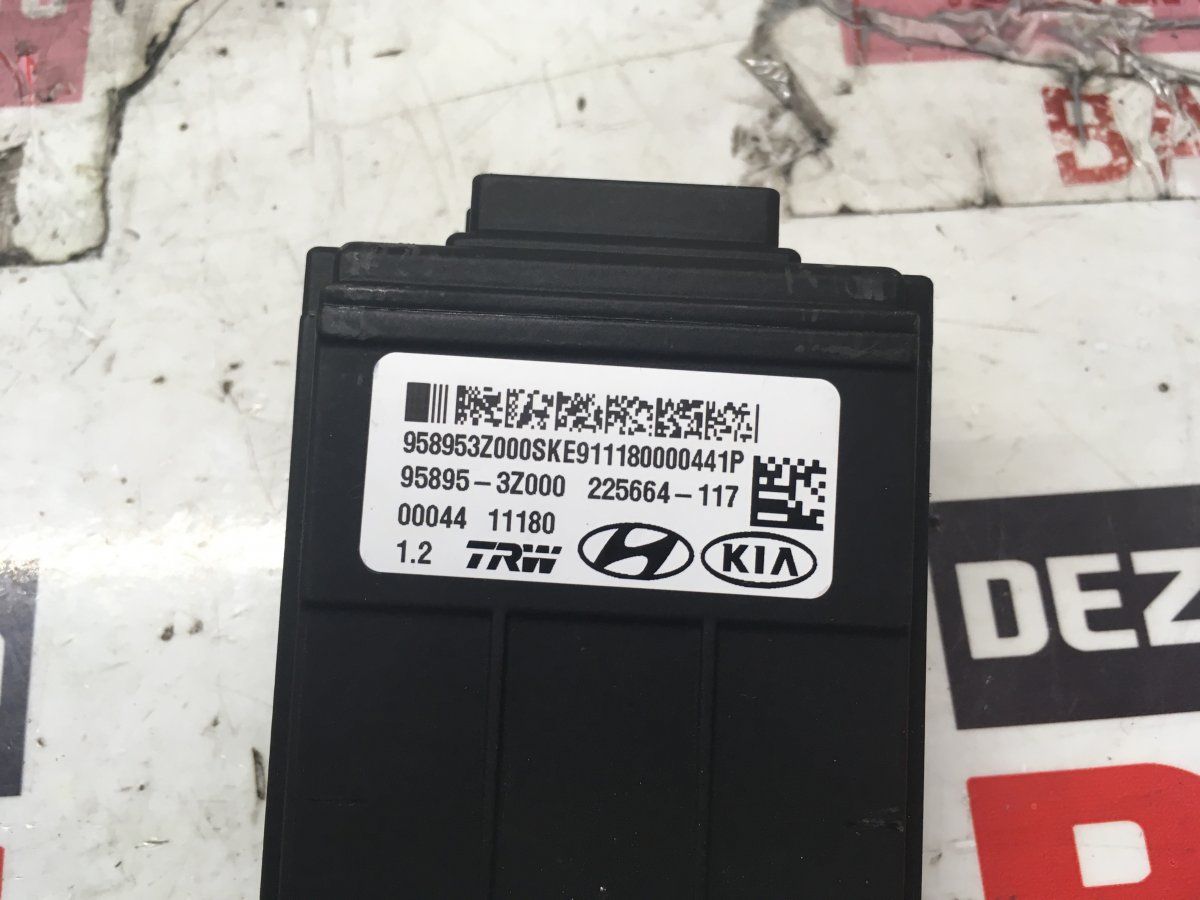 958953Z000SKE911180000441P
95895-3Z000 225664-117
00044 11180
1.2 TRW KIA
DEZ